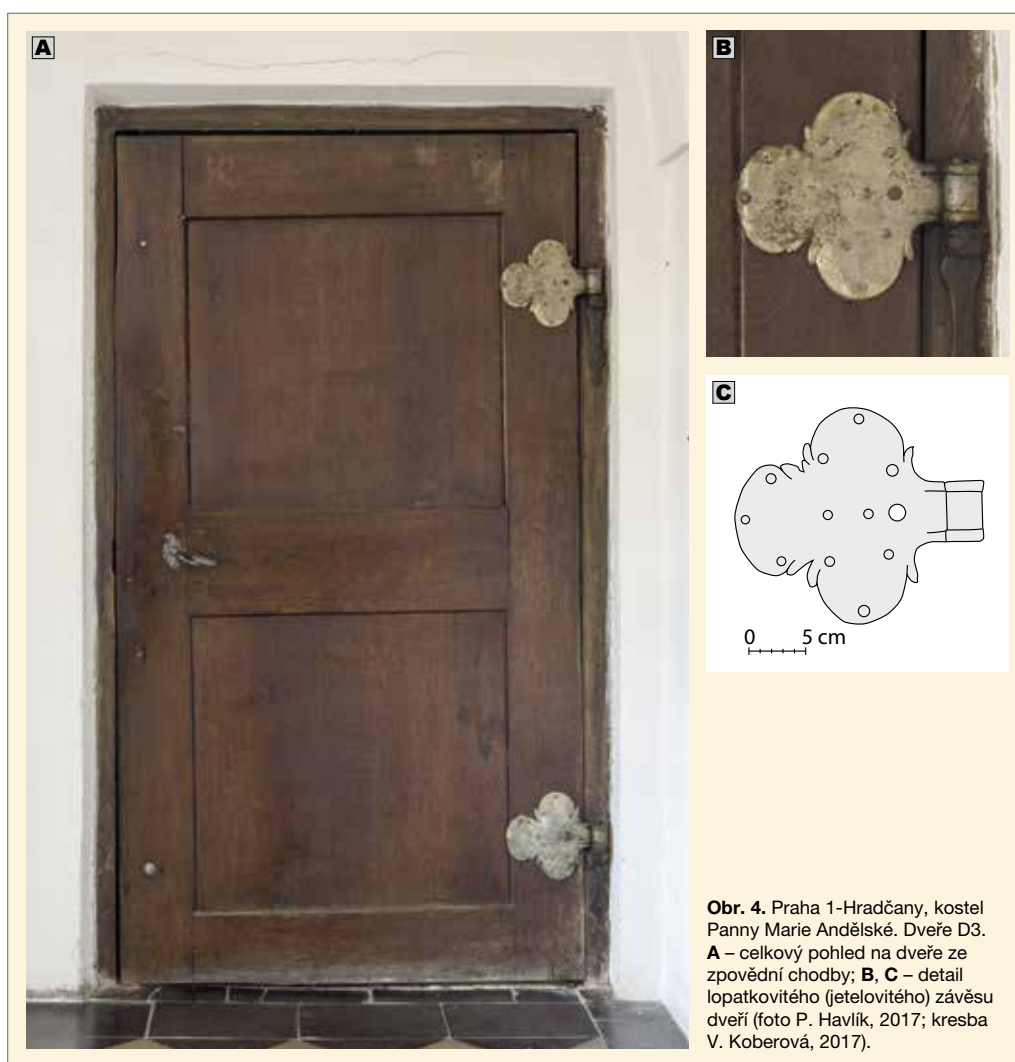 A
B
C
0 5 cm
Obr. 4. Praha 1-Hradčany, kostel
Panny Marie Andělské. Dveře D3.
A – celkový pohled na dveře ze
zpovědní chodby; B, C – detail
lopatkovitého (jetelovitého) závěsu
dveří (foto P. Havlík, 2017; kresba
V. Koberová, 2017).